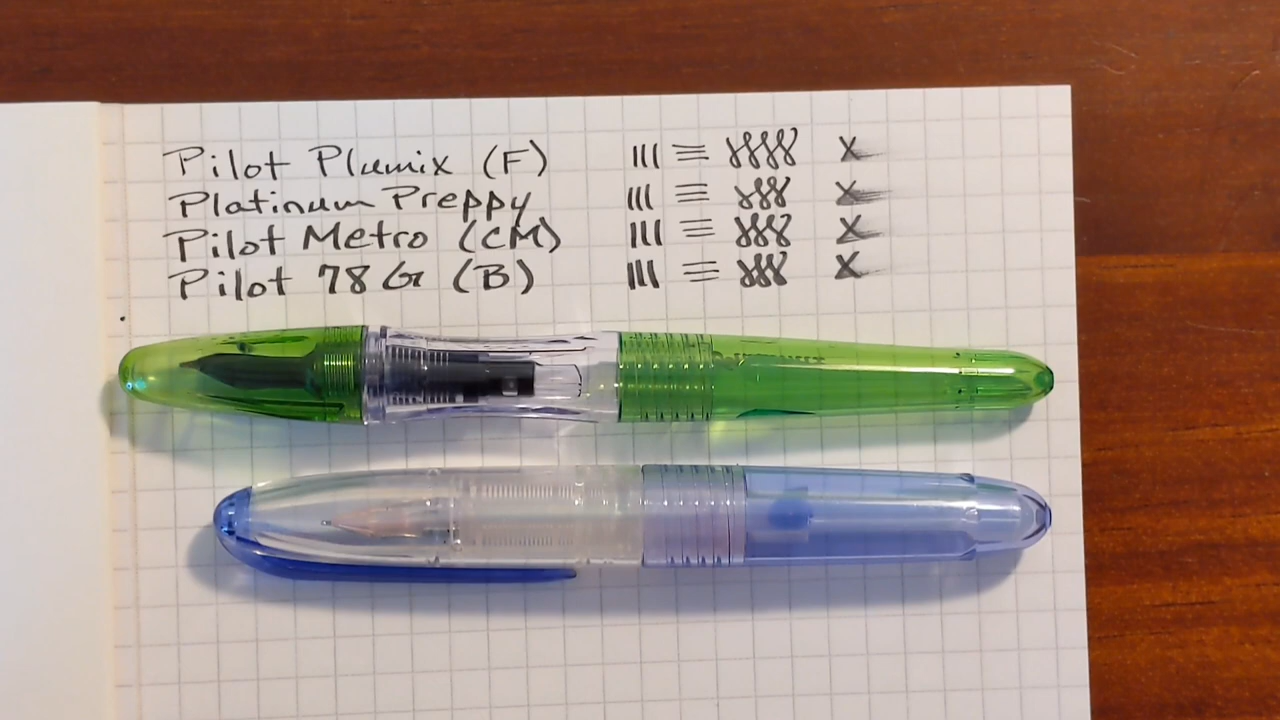 Pilot Plumix (F) ||| ≡ X
Platinum Preppy ||| ≡ X
Pilot Metro (CM) ||| ≡ X
Pilot 78G (B) ||| ≡ X